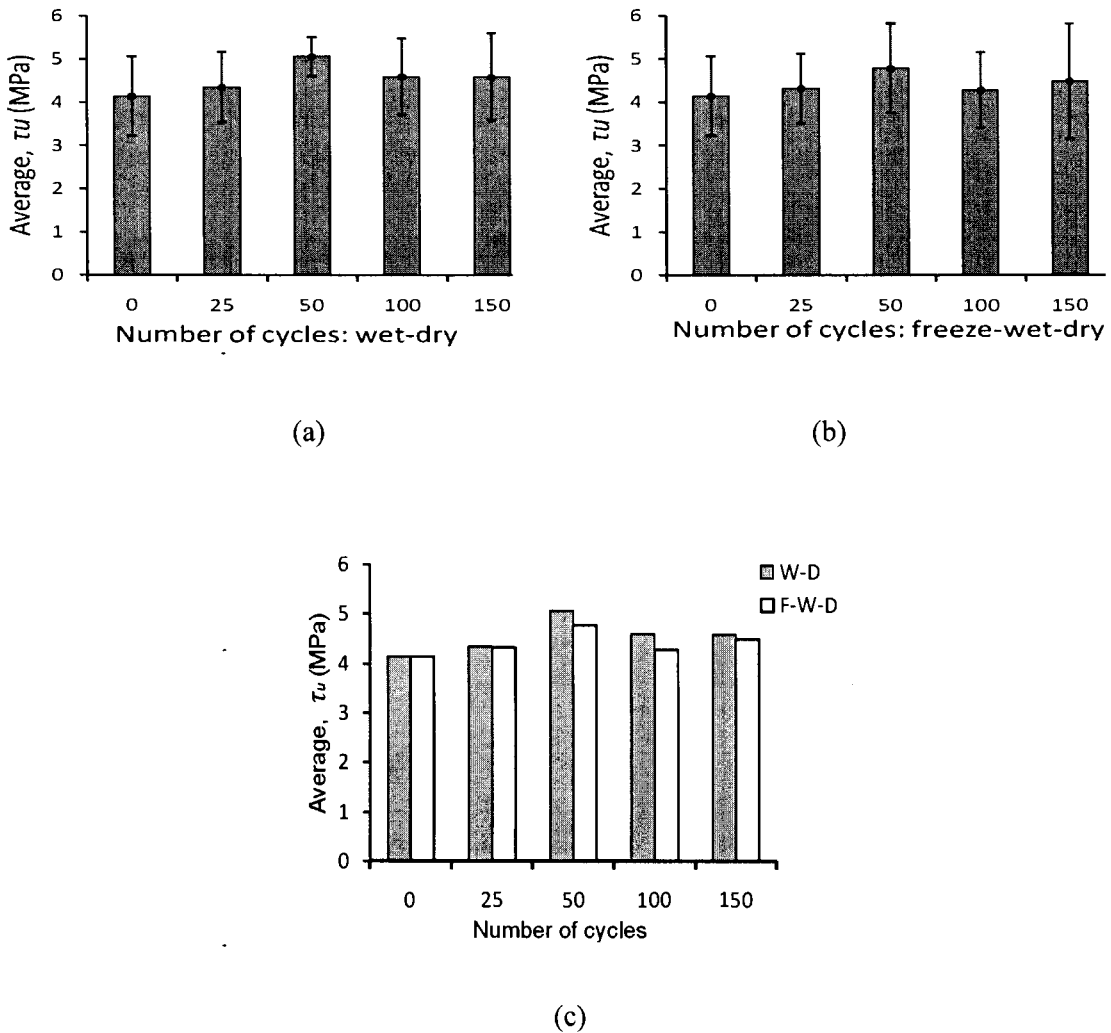 6
5
4
3
2
1
0
Average, τu (MPa)
0 25 50 100 150
Number of cycles: wet-dry
(a)
6
5
4
3
2
1
0
Average, τu (MPa)
0 25 50 100 150
Number of cycles: freeze-wet-dry
(b)
6
5
4
3
2
1
0
Average, τu (MPa)
W-D
F-W-D
0 25 50 100 150
Number of cycles
(c)